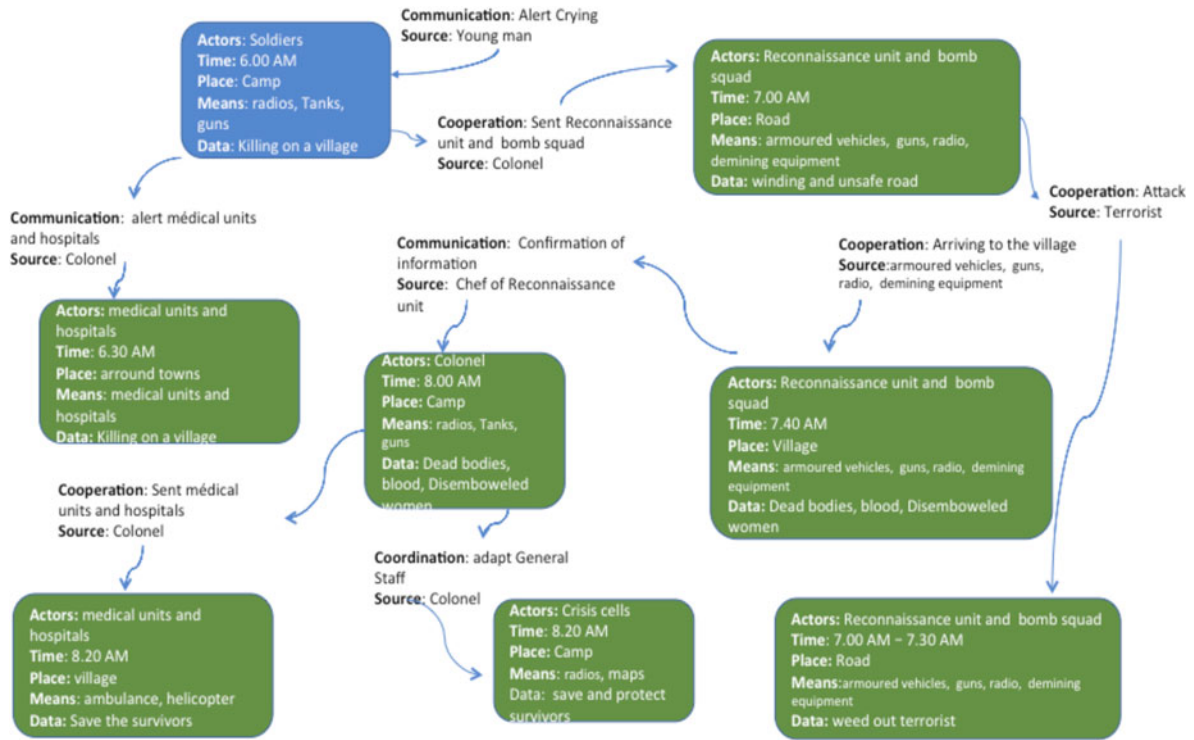 Communication: Alert Crying
Source: Young man
Actors: Soldiers
Time: 6.00 AM
Place: Camp
Means: radios, Tanks,
guns
Data: Killing on a village
Cooperation: Sent Reconnaissance
unit and bomb squad
Source: Colonel
Actors: Reconnaissance unit and bomb
squad
Time: 7.00 AM
Place: Road
Means: armoured vehicles, guns, radio,
demining equipment
Data: winding and unsafe road
Cooperation: Attack
Source: Terrorist
Communication: alert médical units
and hospitals
Source: Colonel
Communication: Confirmation of
information
Source: Chef of Reconnaissance
unit
Cooperation: Arriving to the village
Source:armoured vehicles, guns,
radio, demining equipment
Actors: medical units and
hospitals
Time: 6.30 AM
Place: arround towns
Means: medical units and
hospitals
Data: Killing on a village
Actors: Colonel
Time: 8.00 AM
Place: Camp
Means: radios, Tanks,
guns
Data: Dead bodies,
blood, Disemboweled
women
Actors: Reconnaissance unit and bomb
squad
Time: 7.40 AM
Place: Village
Means: armoured vehicles, guns, radio, demining
equipment
Data: Dead bodies, blood, Disemboweled
women
Cooperation: Sent médical
units and hospitals
Source: Colonel
Coordination: adapt General
Staff
Source: Colonel
Actors: medical units and
hospitals
Time: 8.20 AM
Place: village
Means: ambulance, helicopter
Data: Save the survivors
Actors: Crisis cells
Time: 8.20 AM
Place: Camp
Means: radios, maps
Data: save and protect
survivors
Actors: Reconnaissance unit and bomb squad
Time: 7.00 AM – 7.30 AM
Place: Road
Means:armoured vehicles, guns, radio, demining
equipment
Data: weed out terrorist